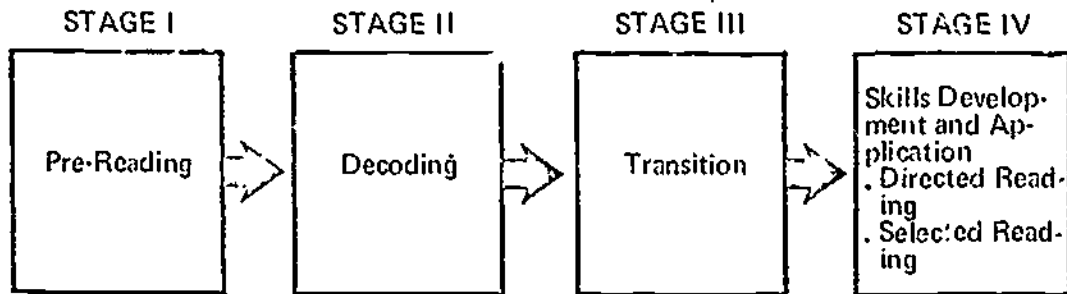 STAGE I
STAGE II
STAGE III
STAGE IV
Pre-Reading
Decoding
Transition
Skills Develop-
ment and Ap-
plication
. Directed Read-
ing
. Selected Read-
ing